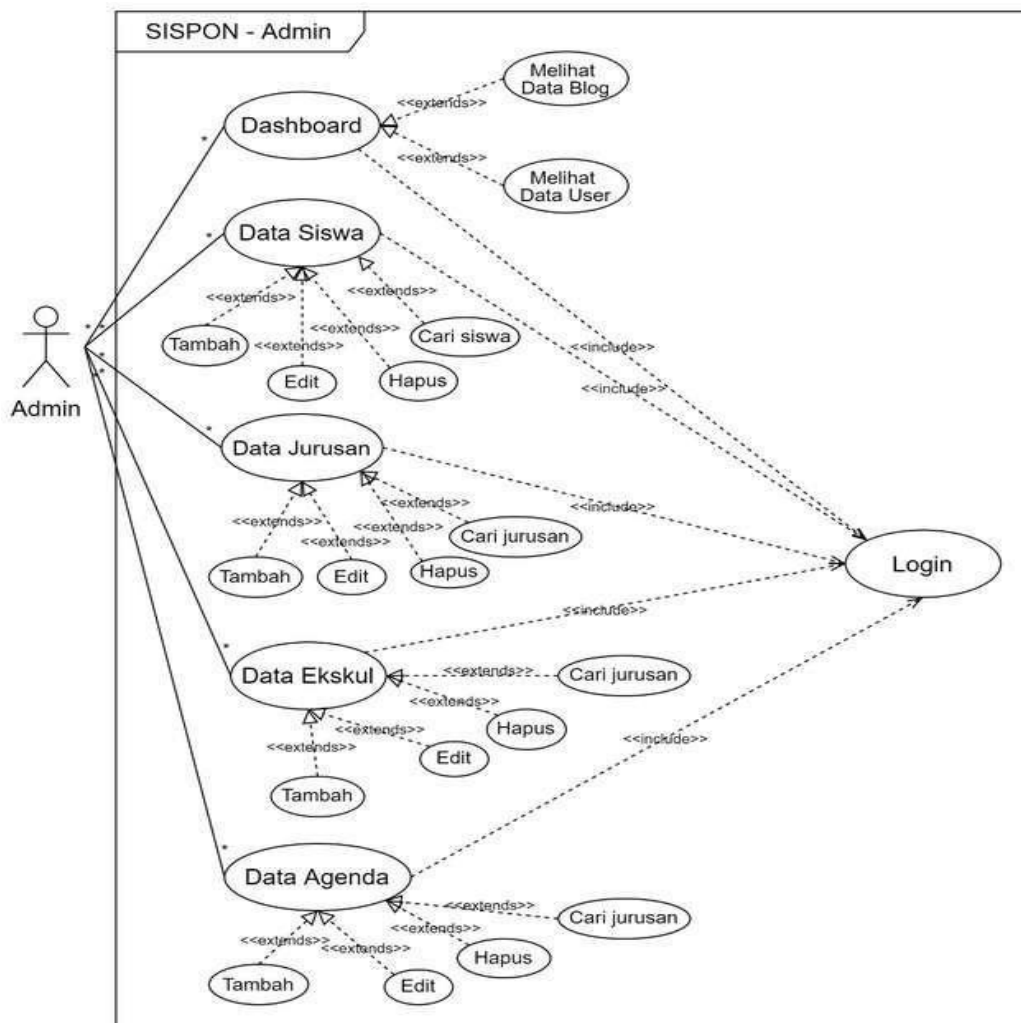 SISPON - Admin
Melihat
Data Blog
<<extends>>
Dashboard
*
<<extends>>
Melihat
Data User
*
Data Siswa
<<extends>>
<<extends>>
<<extends>>
<<extends>>
Tambah
Edit
Hapus
Cari siswa
* *
*
*
Admin
<<include>>
<<include>>
*
Data Jurusan
<<extends>>
<<extends>>
<<extends>>
<<extends>>
<<include>>
Tambah
Edit
Hapus
Cari jurusan
Login
<<include>>
*
Data Ekskul
<<extends>>
Cari jurusan
<<extends>>
Hapus
<<extends>>
Edit
<<extends>>
Tambah
<<include>>
*
Data Agenda
<<extends>>
Cari jurusan
<<extends>>
Hapus
<<extends>>
<<extends>>
Tambah
Edit